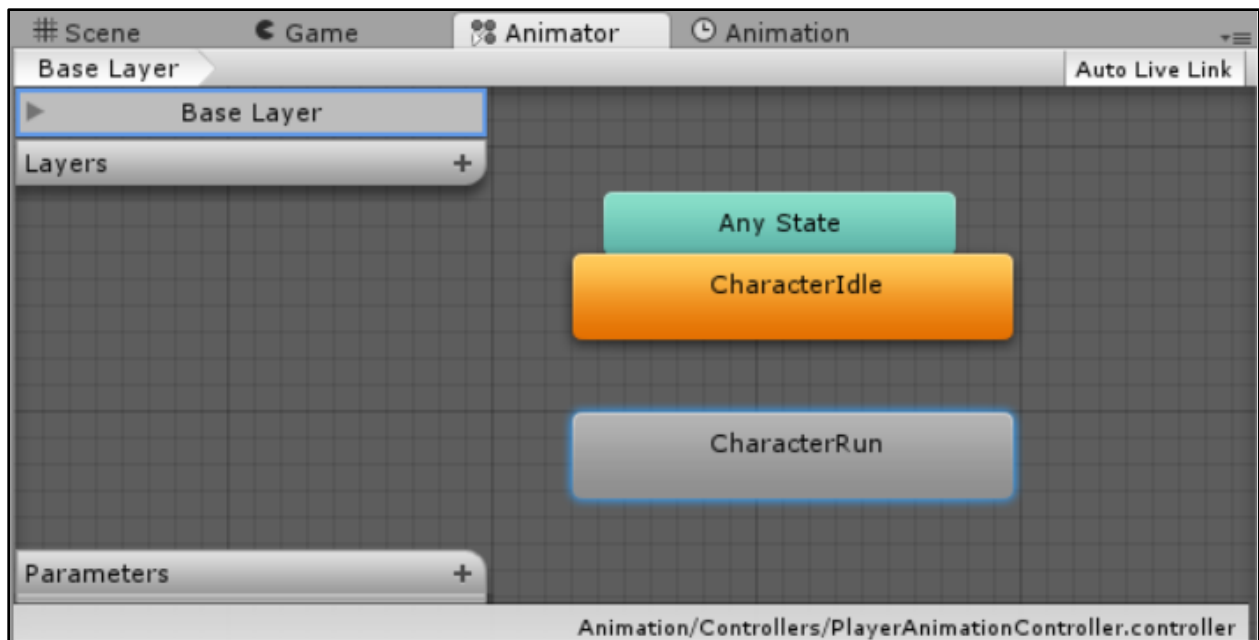 Scene Game Animator Animation
Base Layer Auto Live Link
Base Layer
Layers
Any State
CharacterIdle
CharacterRun
Parameters
Animation/Controllers/PlayerAnimationController.controller